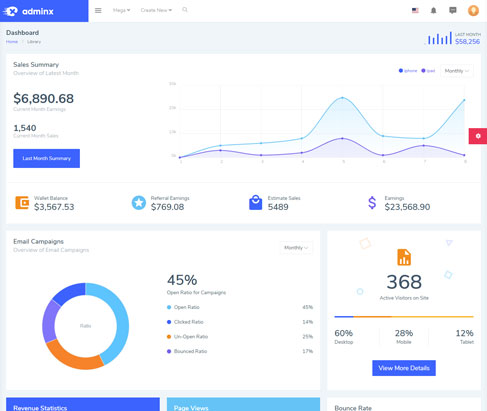 adminx
Mega
Create New
Dashboard
Home
Library
LAST MONTH
$58,256
Sales Summary
Overview of Latest Month
iphone
ipad
Monthly
$6,890.68
Current Month Earnings
1,540
Current Month Sales
Last Month Summary
1 2 3 4 5 6 7 8
Wallet Balance
$3,567.53
Referral Earnings
$769.08
Estimate Sales
5489
Earnings
$23,568.90
Email Campaigns
Overview of Email Campaigns
Monthly
Ratio
45%
Open Ratio for Campaigns
Open Ratio 45%
Clicked Ratio 14%
Un-Open Ratio 25%
Bounced Ratio 17%
368
Active Visitors on Site
60% 28% 12%
Desktop Mobile Tablet
View More Details
Revenue Statistics
Page Views
Bounce Rate